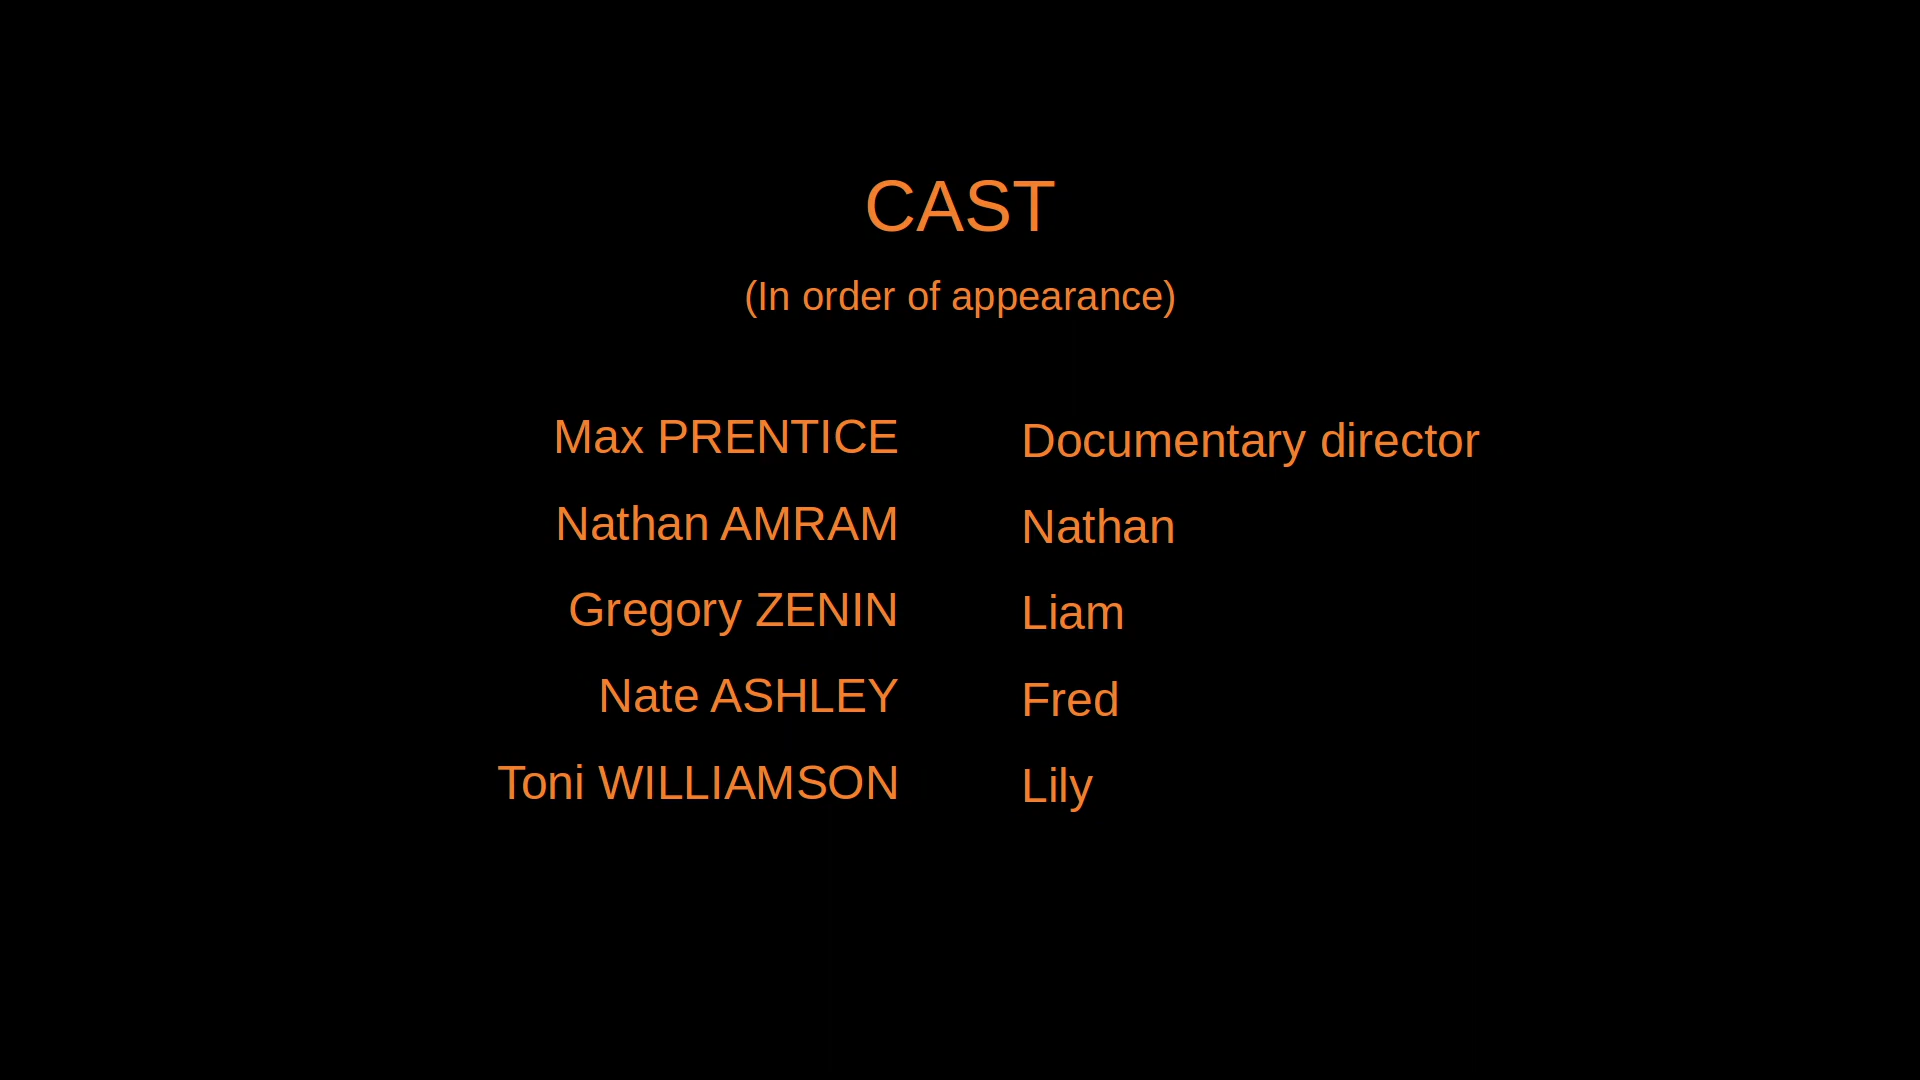 CAST
(In order of appearance)
Max PRENTICE Documentary director
Nathan AMRAM Nathan
Gregory ZENIN Liam
Nate ASHLEY Fred
Toni WILLIAMSON Lily